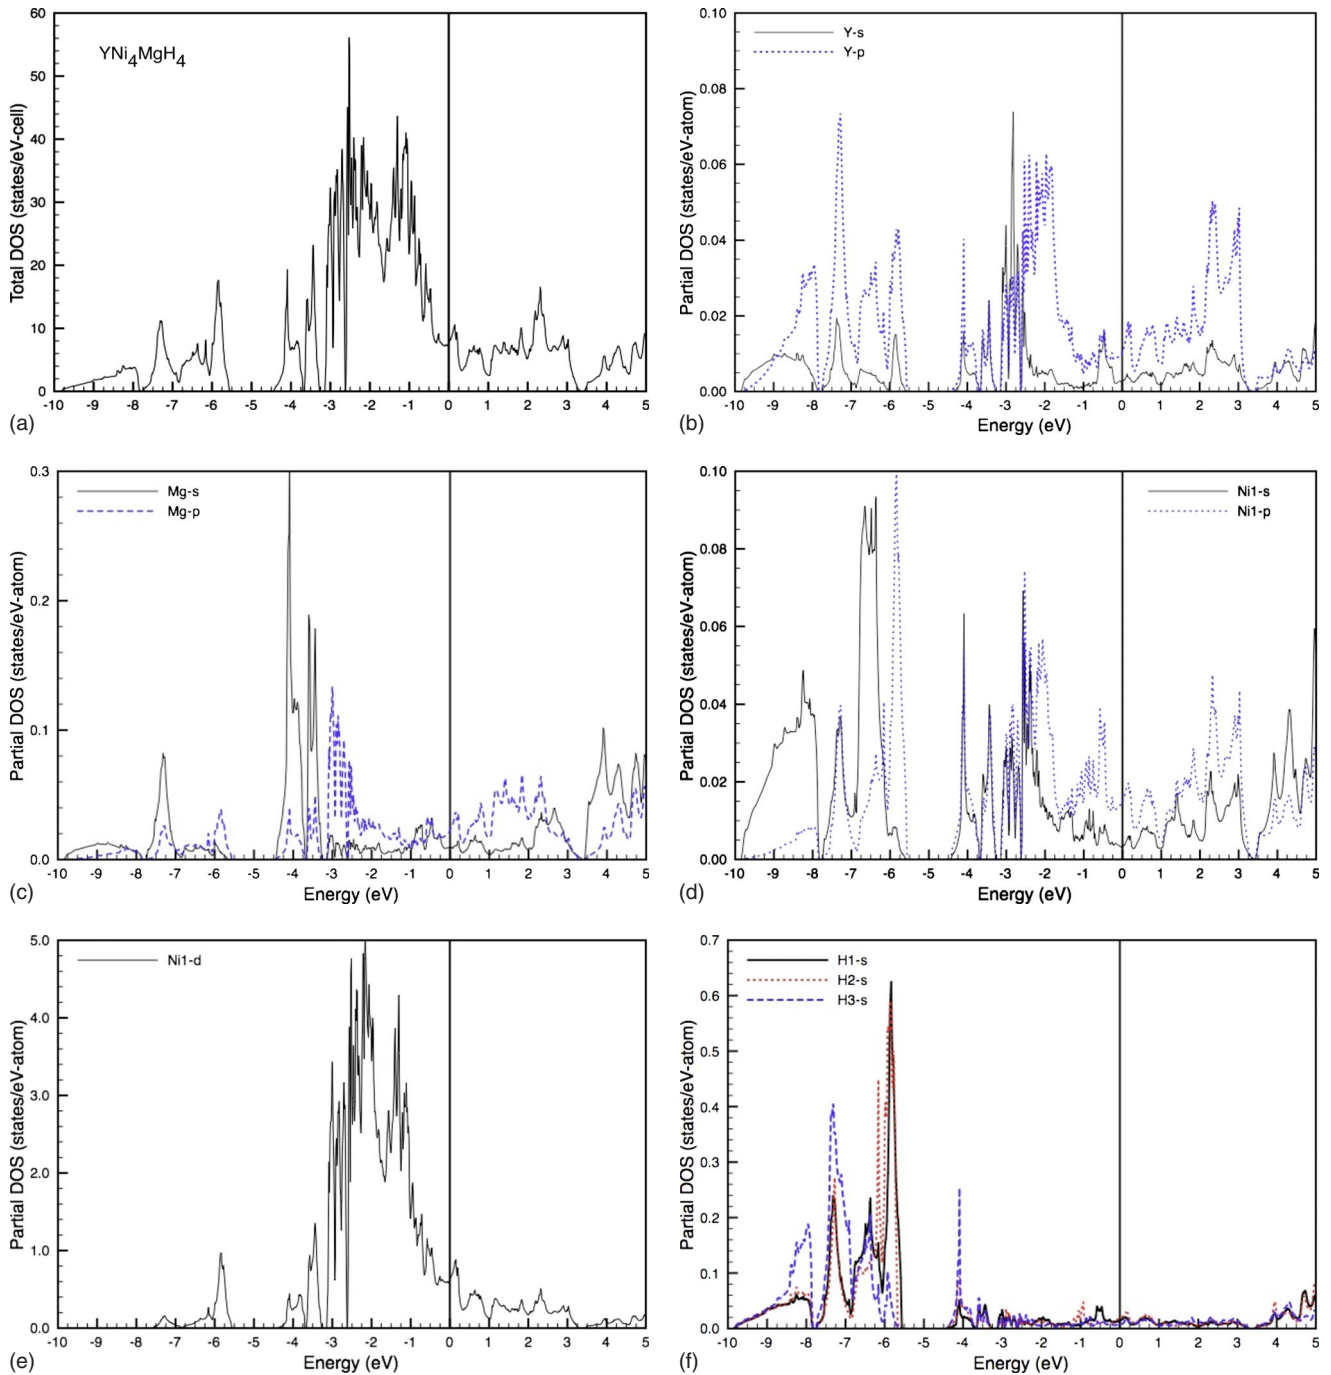 YNi4MgH4
Total DOS (states/eV-cell)
60
50
40
30
20
10
0
-10 -9 -8 -7 -6 -5 -4 -3 -2 -1 0 1 2 3 4 5
Energy (eV)
(a)
Y-s
Y-p
Partial DOS (states/eV-atom)
0.10
0.08
0.06
0.04
0.02
0.00
-10 -9 -8 -7 -6 -5 -4 -3 -2 -1 0 1 2 3 4 5
Energy (eV)
(b)
Mg-s
Mg-p
Partial DOS (states/eV-atom)
0.3
0.2
0.1
0.0
-10 -9 -8 -7 -6 -5 -4 -3 -2 -1 0 1 2 3 4 5
Energy (eV)
(c)
Ni1-s
Ni1-p
Partial DOS (states/eV-atom)
0.10
0.08
0.06
0.04
0.02
0.00
-10 -9 -8 -7 -6 -5 -4 -3 -2 -1 0 1 2 3 4 5
Energy (eV)
(d)
Ni1-d
Partial DOS (states/eV-atom)
5.0
4.0
3.0
2.0
1.0
0.0
-10 -9 -8 -7 -6 -5 -4 -3 -2 -1 0 1 2 3 4 5
Energy (eV)
(e)
H1-s
H2-s
H3-s
Partial DOS (states/eV-atom)
0.7
0.6
0.5
0.4
0.3
0.2
0.1
0.0
-10 -9 -8 -7 -6 -5 -4 -3 -2 -1 0 1 2 3 4 5
Energy (eV)
(f)